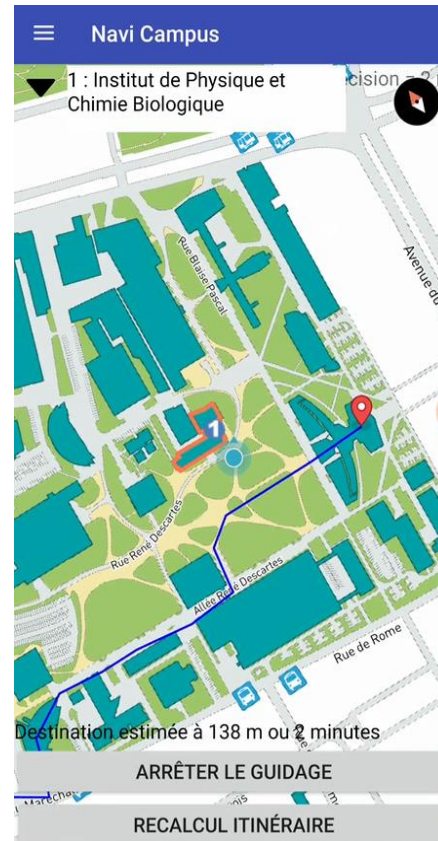 Navi Campus
1 : Institut de Physique et
Chimie Biologique
cision = 2
Rue Blaise Pascal
Avenue du
1
Rue René Descartes
Allée René Descartes
Rue de Rome
Destination estimée à 138 m ou 2 minutes
ARRÊTER LE GUIDAGE
RECALCUL ITINÉRAIRE